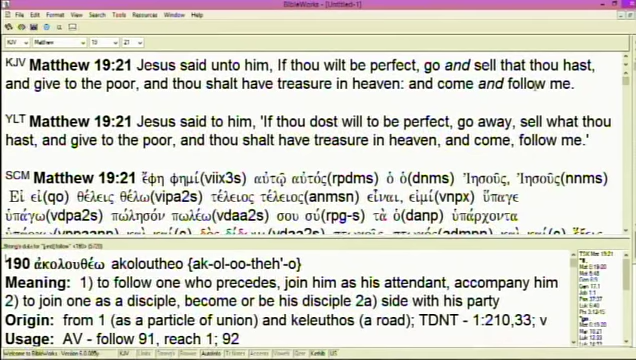 BibleWorks - [Untitled-1]
File Edit Format View Search Tools Resources Window Help
KJV Matthew 19 21
KJV Matthew 19:21 Jesus said unto him, If thou wilt be perfect, go and sell that thou hast,
and give to the poor, and thou shalt have treasure in heaven: and come and follow me.
YLT Matthew 19:21 Jesus said to him, 'If thou dost will to be perfect, go away, sell what thou
hast, and give to the poor, and thou shalt have treasure in heaven, and come, follow me.'
SCM Matthew 19:21 ἔφη φημί(viix3s) αὐτῷ αὐτός(rpdms) ὁ ὁ(dnms) Ἰησοῦς, Ἰησοῦς(nnms)
Εἰ εἰ(qo) θέλεις θέλω(vipa2s) τέλειος τέλειος(anmsn) εἶναι, εἰμί(vnpx) ὕπαγε
ὑπάγω(vdpa2s) πώλησόν πωλέω(vdaa2s) σου σύ(rpg-s) τὰ ὁ(danp) ὑπάρχοντα
190 ἀκολουθέω akoloutheo {ak-ol-oo-theh'-o}
Meaning: 1) to follow one who precedes, join him as his attendant, accompany him
2) to join one as a disciple, become or be his disciple 2a) side with his party
Origin: from 1 (as a particle of union) and keleuthos (a road); TDNT - 1:210,33; v
Usage: AV - follow 91, reach 1; 92